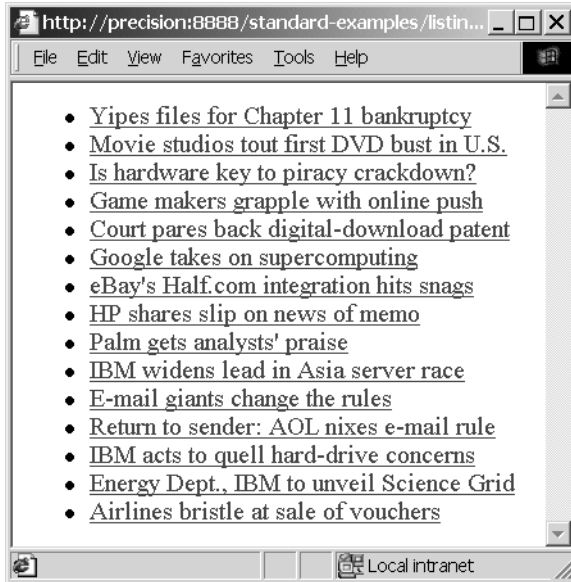 http://precision:8888/standard-examples/listin...
File Edit View Favorites Tools Help
Yipes files for Chapter 11 bankruptcy
Movie studios tout first DVD bust in U.S.
Is hardware key to piracy crackdown?
Game makers grapple with online push
Court pares back digital-download patent
Google takes on supercomputing
eBay's Half.com integration hits snags
HP shares slip on news of memo
Palm gets analysts' praise
IBM widens lead in Asia server race
E-mail giants change the rules
Return to sender: AOL nixes e-mail rule
IBM acts to quell hard-drive concerns
Energy Dept., IBM to unveil Science Grid
Airlines bristle at sale of vouchers
Local intranet